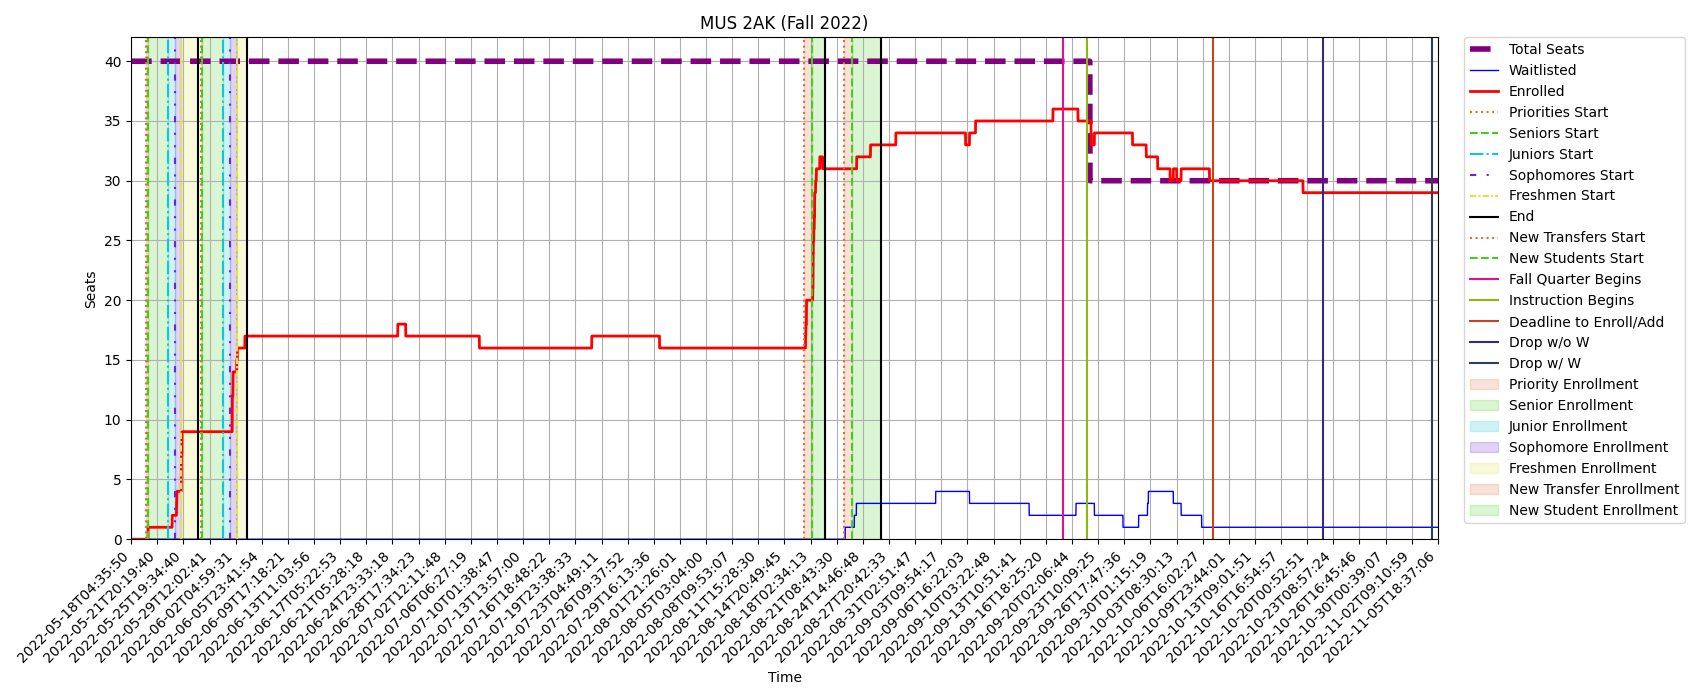 MUS 2AK (Fall 2022)
Seats
40
35
30
25
20
15
10
5
0
2022-05-18T04:35:50
2022-05-21T20:19:40
2022-05-25T19:34:40
2022-05-29T12:02:41
2022-06-02T04:59:31
2022-06-05T23:41:54
2022-06-09T17:18:21
2022-06-13T11:03:56
2022-06-17T05:22:53
2022-06-21T05:28:18
2022-06-24T23:33:18
2022-06-28T17:34:23
2022-07-02T12:11:48
2022-07-06T06:27:19
2022-07-10T01:38:47
2022-07-13T13:57:00
2022-07-16T18:48:22
2022-07-19T23:38:33
2022-07-23T04:49:11
2022-07-26T09:37:52
2022-07-29T16:13:36
2022-08-01T21:26:01
2022-08-05T03:04:00
2022-08-08T09:53:07
2022-08-11T15:28:30
2022-08-14T20:49:45
2022-08-18T02:34:13
2022-08-21T08:43:30
2022-08-24T14:46:48
2022-08-27T20:42:33
2022-08-31T02:51:47
2022-09-03T09:54:17
2022-09-06T16:22:03
2022-09-10T03:22:48
2022-09-13T10:51:41
2022-09-16T18:25:20
2022-09-20T02:06:44
2022-09-23T10:09:25
2022-09-26T17:47:36
2022-09-30T01:15:19
2022-10-03T08:30:13
2022-10-06T16:02:27
2022-10-09T23:44:01
2022-10-13T09:01:51
2022-10-16T16:54:57
2022-10-20T00:52:51
2022-10-23T08:57:24
2022-10-26T16:45:46
2022-10-30T00:39:07
2022-11-02T09:10:59
2022-11-05T18:37:06
Time
Total Seats
Waitlisted
Enrolled
Priorities Start
Seniors Start
Juniors Start
Sophomores Start
Freshmen Start
End
New Transfers Start
New Students Start
Fall Quarter Begins
Instruction Begins
Deadline to Enroll/Add
Drop w/o W
Drop w/ W
Priority Enrollment
Senior Enrollment
Junior Enrollment
Sophomore Enrollment
Freshmen Enrollment
New Transfer Enrollment
New Student Enrollment